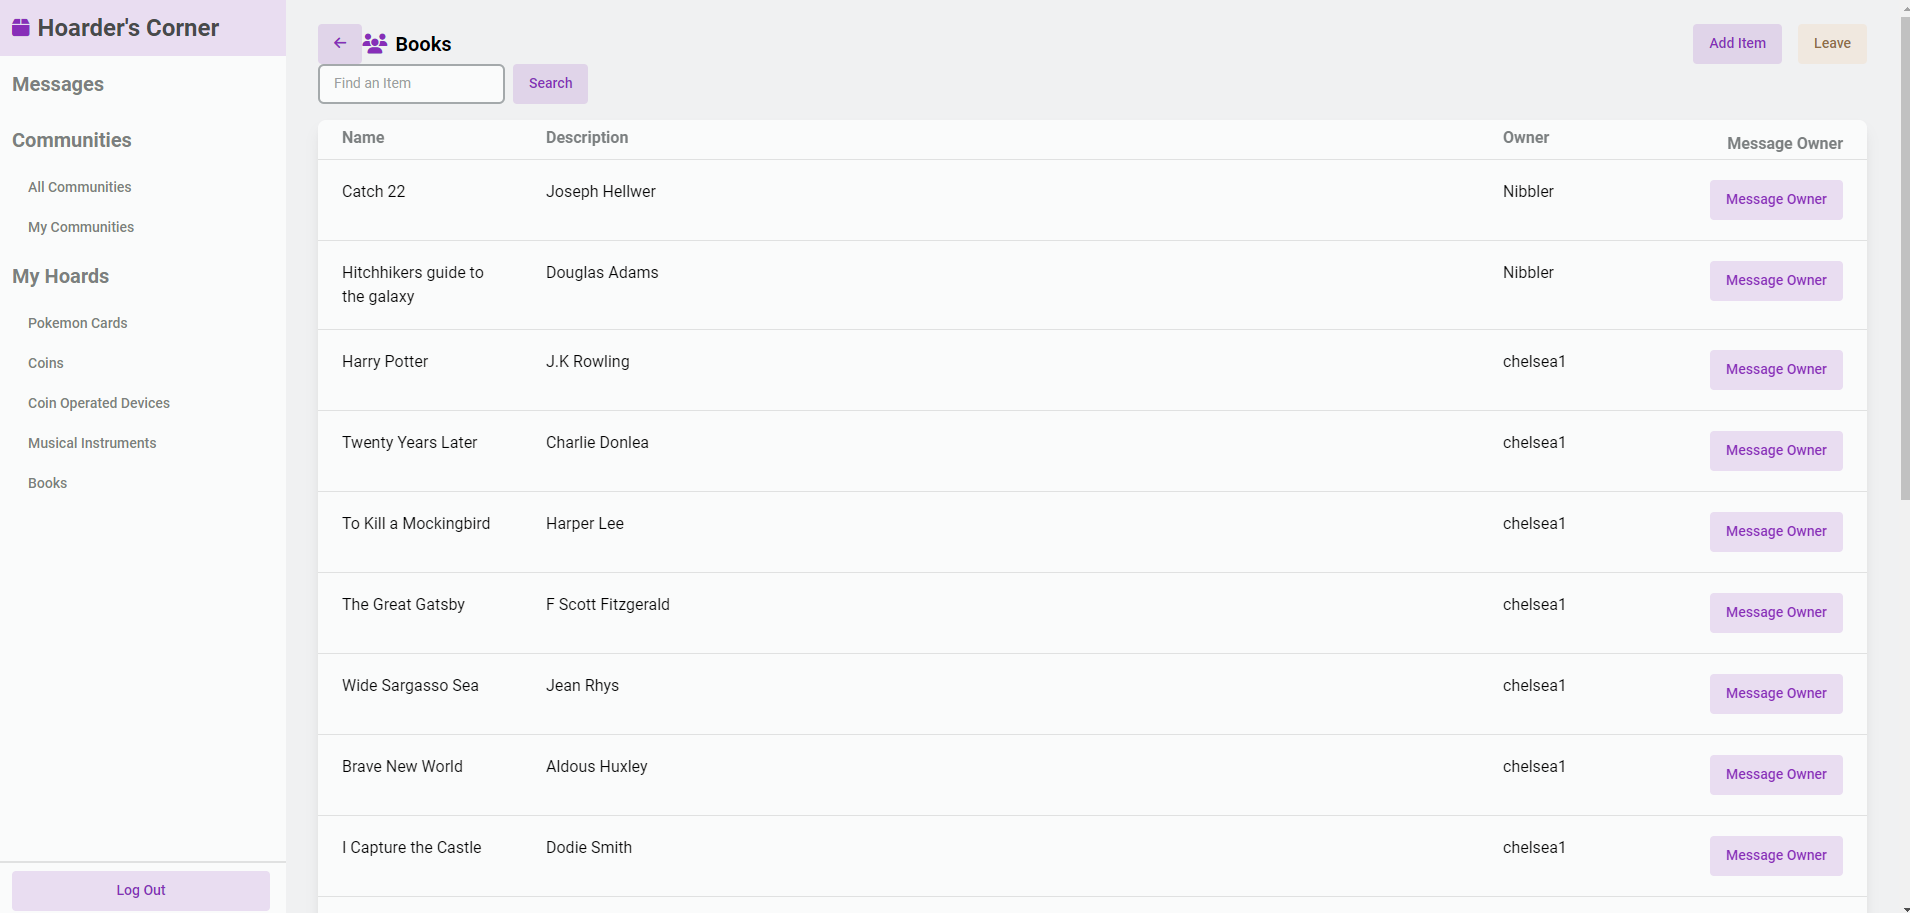 Hoarder's Corner
Messages
Communities
All Communities
My Communities
My Hoards
Pokemon Cards
Coins
Coin Operated Devices
Musical Instruments
Books
Log Out
Books
Add Item Leave
Find an Item Search
Name Description Owner Message Owner
Catch 22 Joseph Hellwer Nibbler Message Owner
Hitchhikers guide to Douglas Adams Nibbler Message Owner
the galaxy
Harry Potter J.K Rowling chelsea1 Message Owner
Twenty Years Later Charlie Donlea chelsea1 Message Owner
To Kill a Mockingbird Harper Lee chelsea1 Message Owner
The Great Gatsby F Scott Fitzgerald chelsea1 Message Owner
Wide Sargasso Sea Jean Rhys chelsea1 Message Owner
Brave New World Aldous Huxley chelsea1 Message Owner
I Capture the Castle Dodie Smith chelsea1 Message Owner